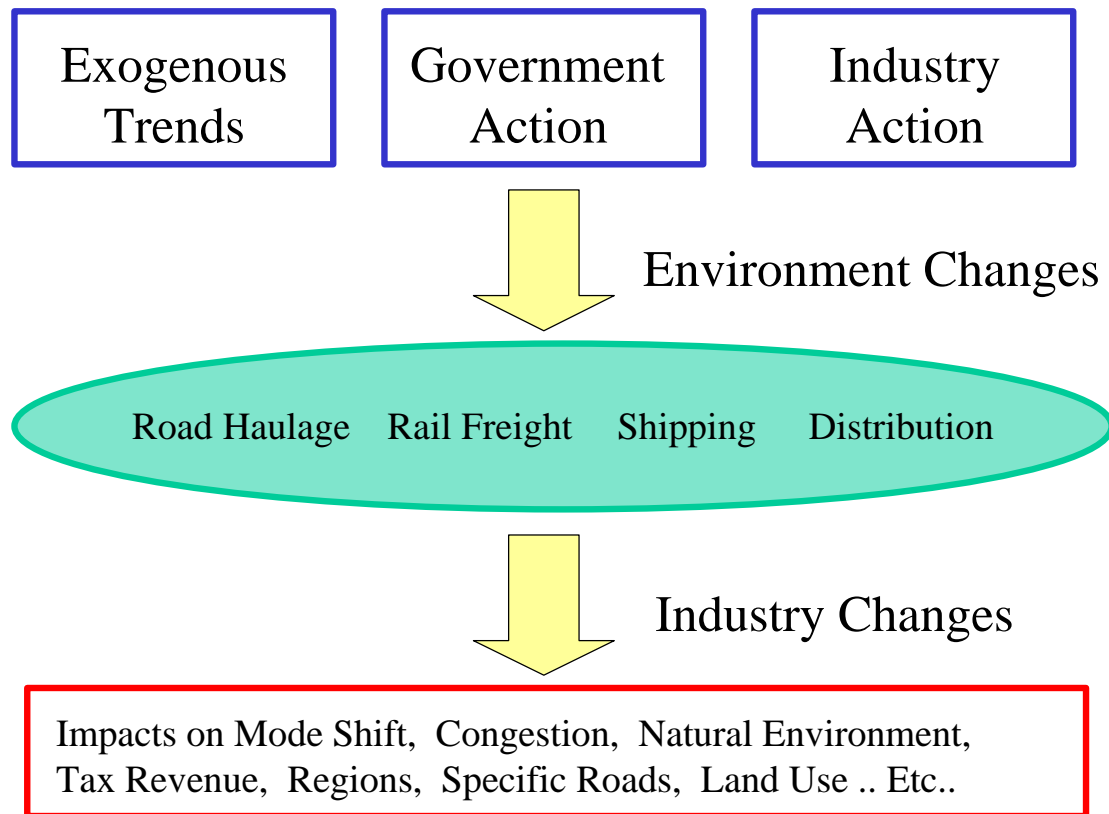 Exogenous
Trends
Government
Action
Industry
Action
Environment Changes
Road Haulage Rail Freight Shipping Distribution
Industry Changes
Impacts on Mode Shift, Congestion, Natural Environment,
Tax Revenue, Regions, Specific Roads, Land Use .. Etc..